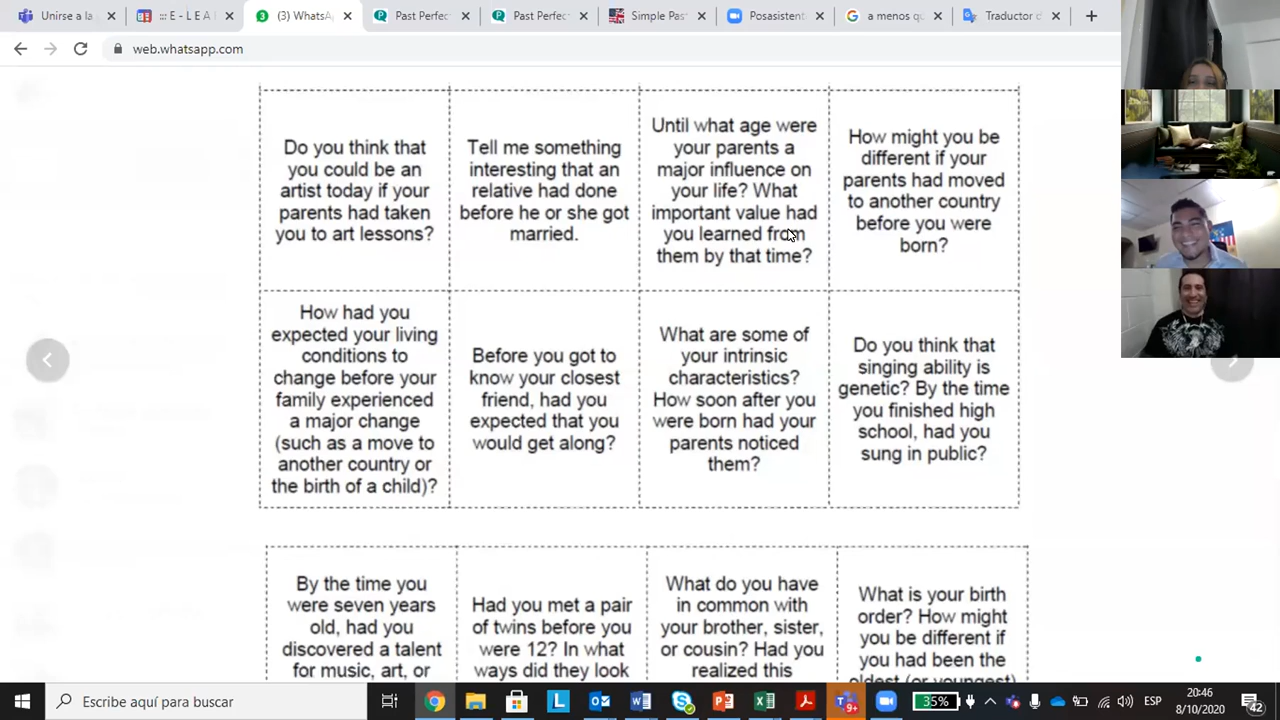 Unirse a la
::: E - L E A
(3) WhatsA
Past Perfec
Past Perfec
Simple Pas
Posasistent
a menos qu
Traductor d
web.whatsapp.com
Do you think that
you could be an
artist today if your
parents had taken
you to art lessons?
Tell me something
interesting that an
relative had done
before he or she got
married.
Until what age were
your parents a
major influence on
your life? What
important value had
you learned from
them by that time?
How might you be
different if your
parents had moved
to another country
before you were
born?
How had you
expected your living
conditions to
change before your
family experienced
a major change
(such as a move to
another country or
the birth of a child)?
Before you got to
know your closest
friend, had you
expected that you
would get along?
What are some of
your intrinsic
characteristics?
How soon after you
were born had your
parents noticed
them?
Do you think that
singing ability is
genetic? By the time
you finished high
school, had you
sung in public?
By the time you
were seven years
old, had you
discovered a talent
for music, art, or
Had you met a pair
of twins before you
were 12? In what
ways did they look
What do you have
in common with
your brother, sister,
or cousin? Had you
realized this
What is your birth
order? How might
you be different if
you had been the
oldest (or youngest)
Escribe aquí para buscar
9+
35%
ESP
20:46
8/10/2020
42